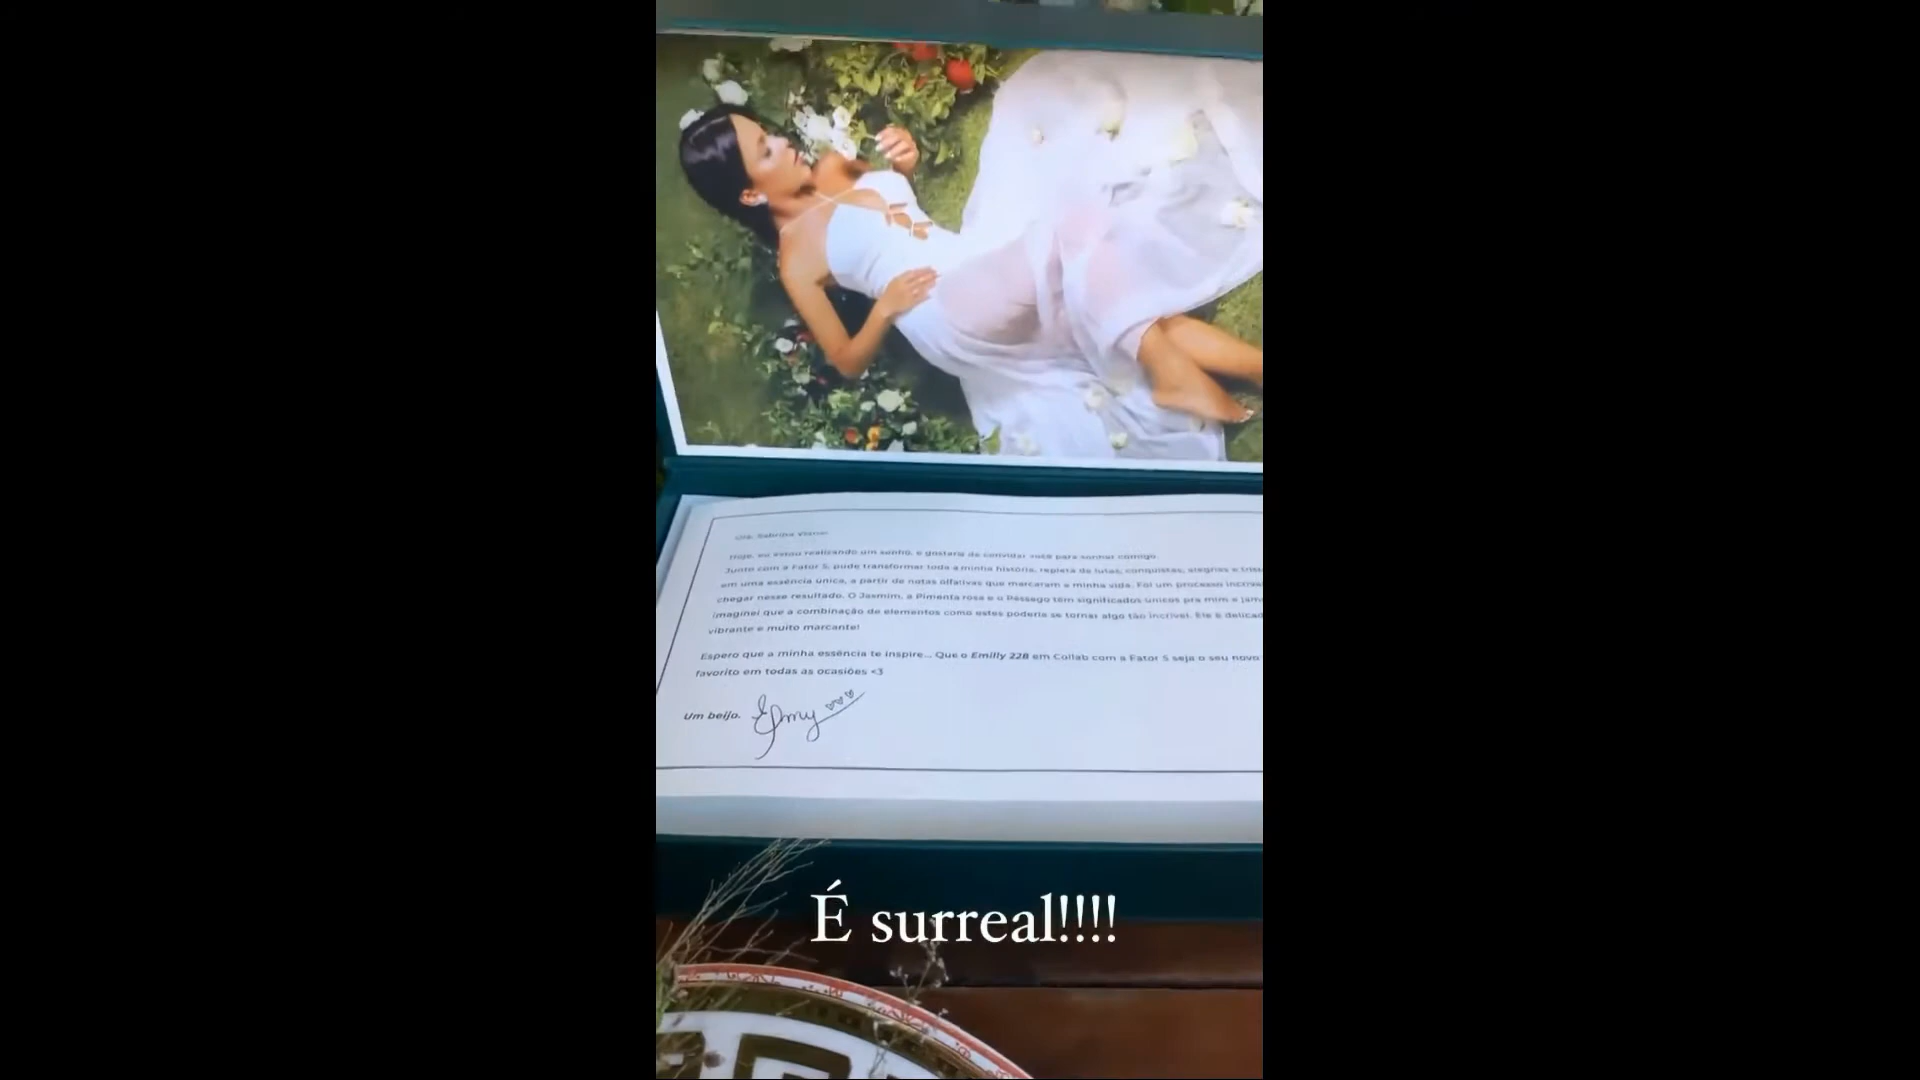 Olá, Sabrina
Hoje, eu estou realizando um sonho, e gostaria de convidar você para sonhar comigo.
Junto com a Fator S, pude transformar toda a minha história, repleta de lutas, conquistas, alegrias e
em uma essência única, a partir de notas olfativas que marcaram a minha vida. Foi um processo
chegar nesse resultado. O Jasmim, a Pimenta rosa e o Pêssego têm significados únicos pra mim e
imaginei que a combinação de elementos como estes poderia se tornar algo tão incrível. Ele é
vibrante e muito marcante!
Espero que a minha essência te inspire... Que o Emilly 228 em Collab com a Fator S seja o seu novo
favorito em todas as ocasiões <3
Um beijo.
É surreal!!!!